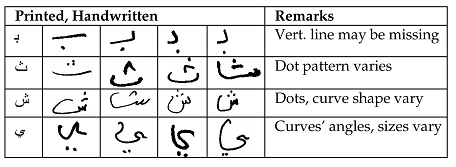 Printed, Handwritten Remarks
بـ Vert. line may be missing
ث ث ث Dot pattern varies
ش ش ش ش ش Dots, curve shape vary
ي ي ي ي ي Curves’ angles, sizes vary